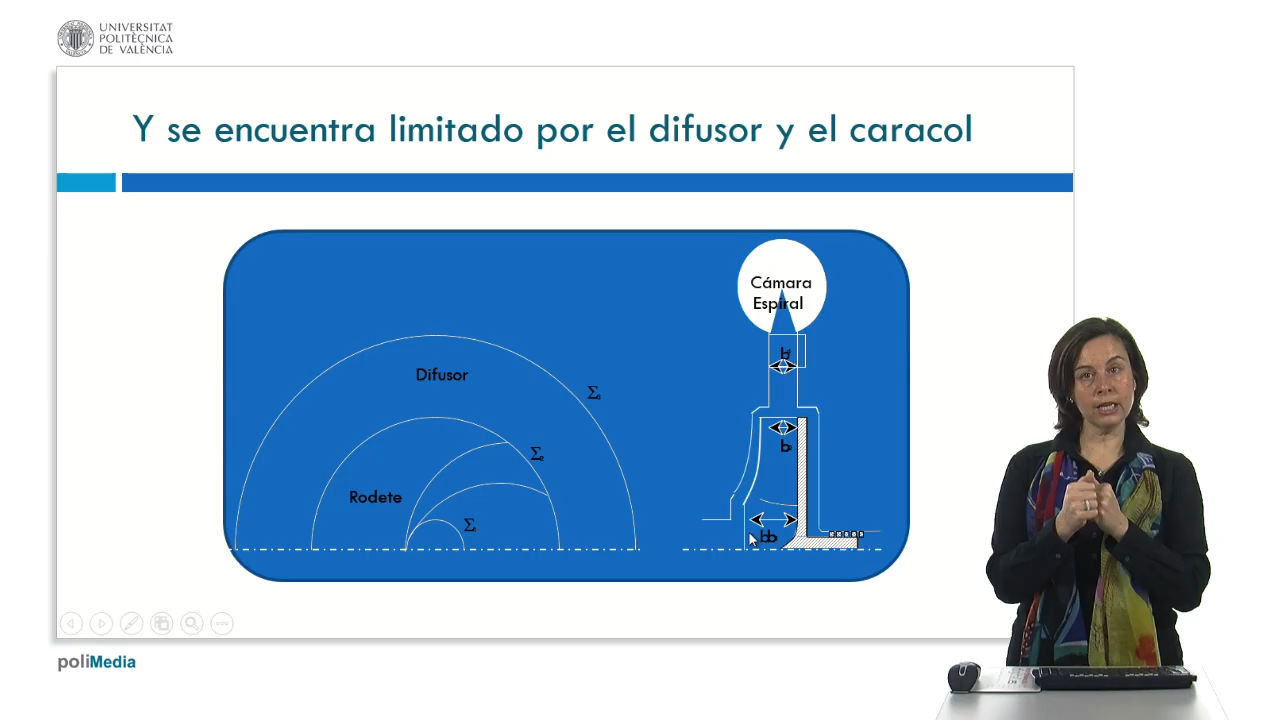 UNIVERSITAT
POLITÈCNICA
DE VALÈNCIA
Y se encuentra limitado por el difusor y el caracol
Cámara
Espiral
Difusor
Rodete
Σ
Σ
Σ
poliMedia